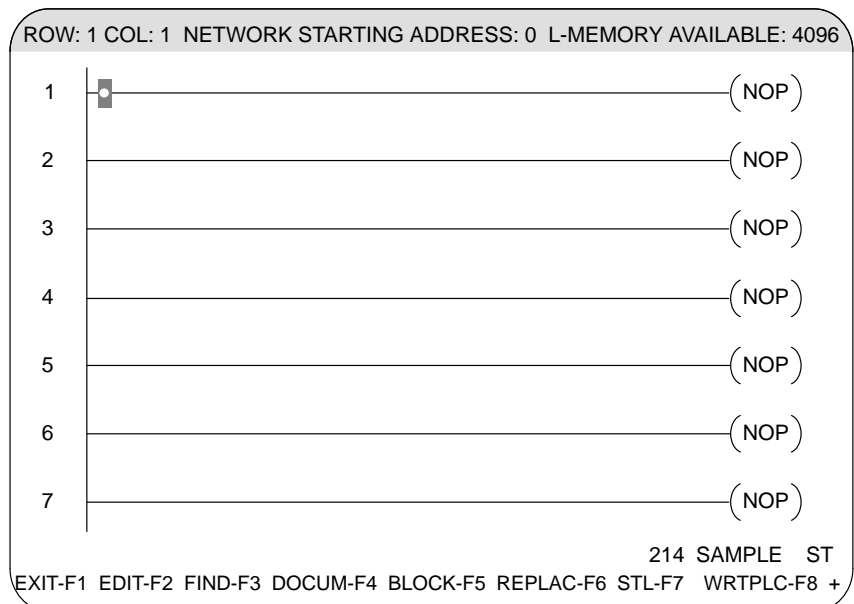 ROW: 1 COL: 1 NETWORK STARTING ADDRESS: 0 L-MEMORY AVAILABLE: 4096
1 NOP
2 NOP
3 NOP
4 NOP
5 NOP
6 NOP
7 NOP
214 SAMPLE ST
EXIT-F1 EDIT-F2 FIND-F3 DOCUM-F4 BLOCK-F5 REPLAC-F6 STL-F7 WRTPLC-F8 +